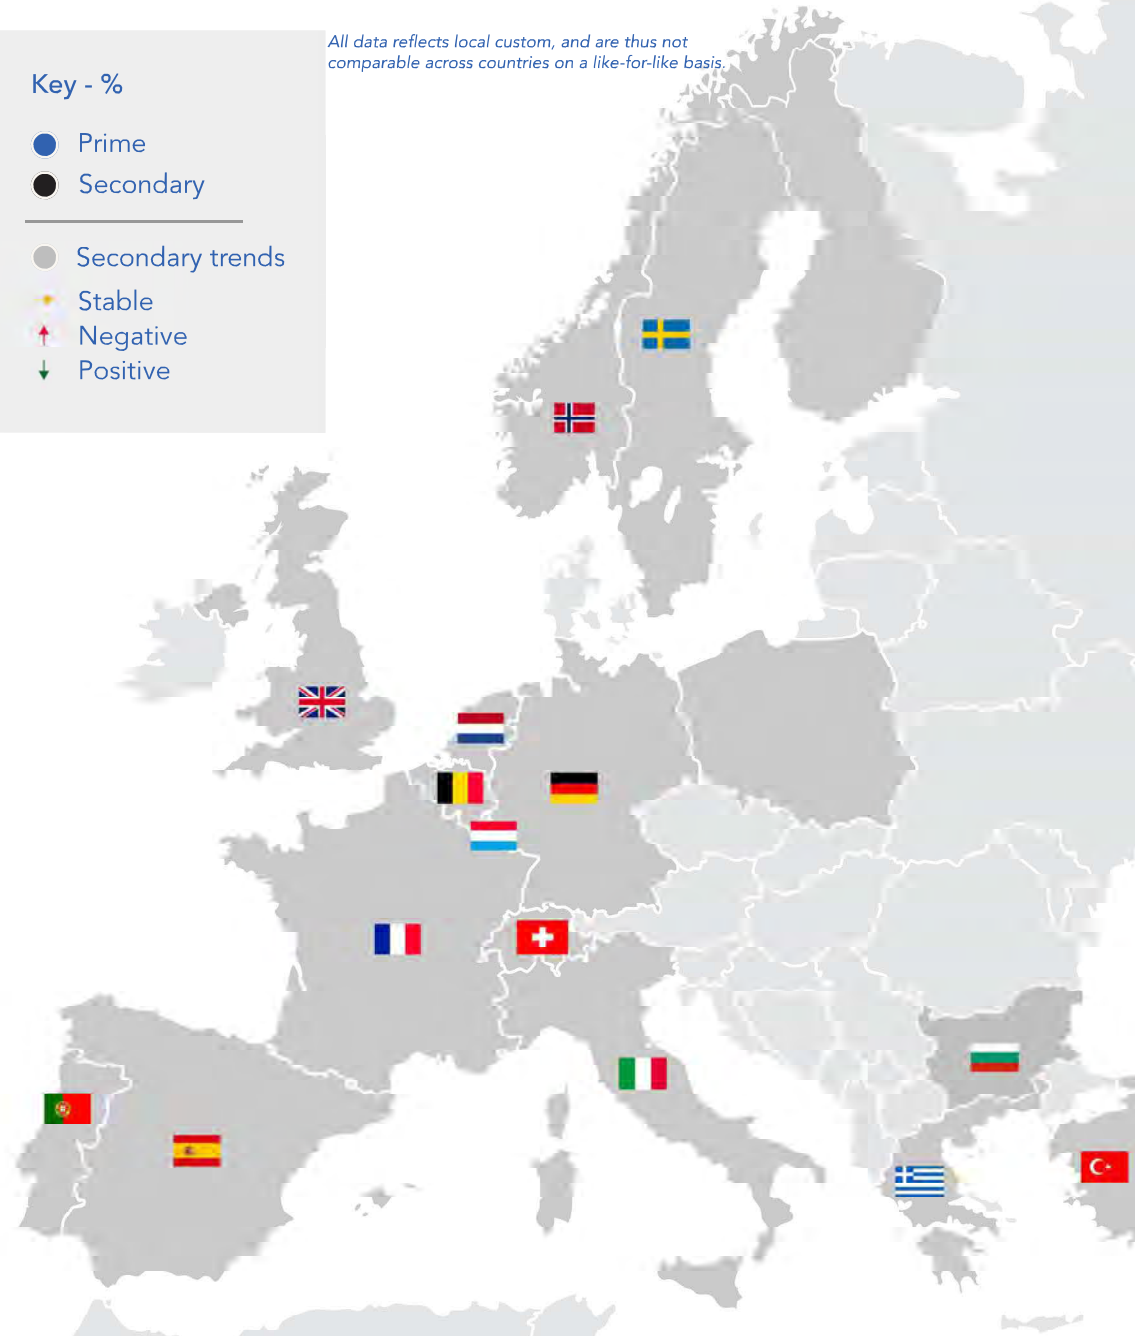 All data reflects local custom, and are thus not
comparable across countries on a like-for-like basis.
Key - %
Prime
Secondary
Secondary trends
Stable
Negative
Positive